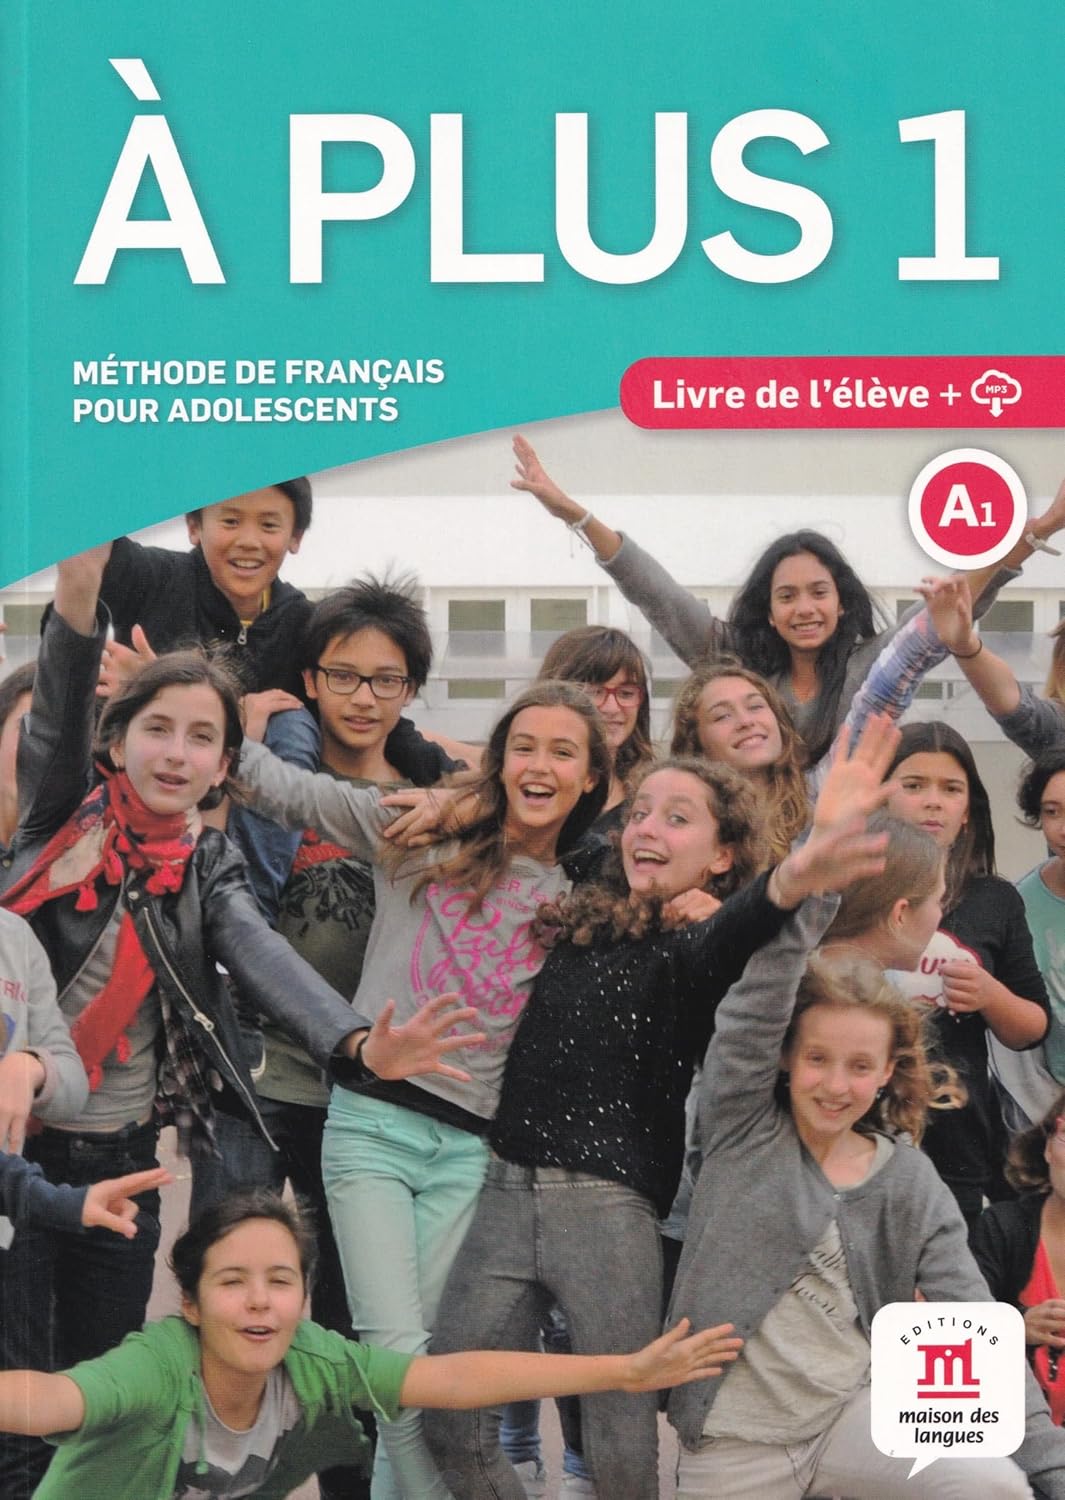 À PLUS 1
MÉTHODE DE FRANÇAIS
POUR ADOLESCENTS
Livre de l'élève +
MP3
A1
EDITIONS
maison des
langues